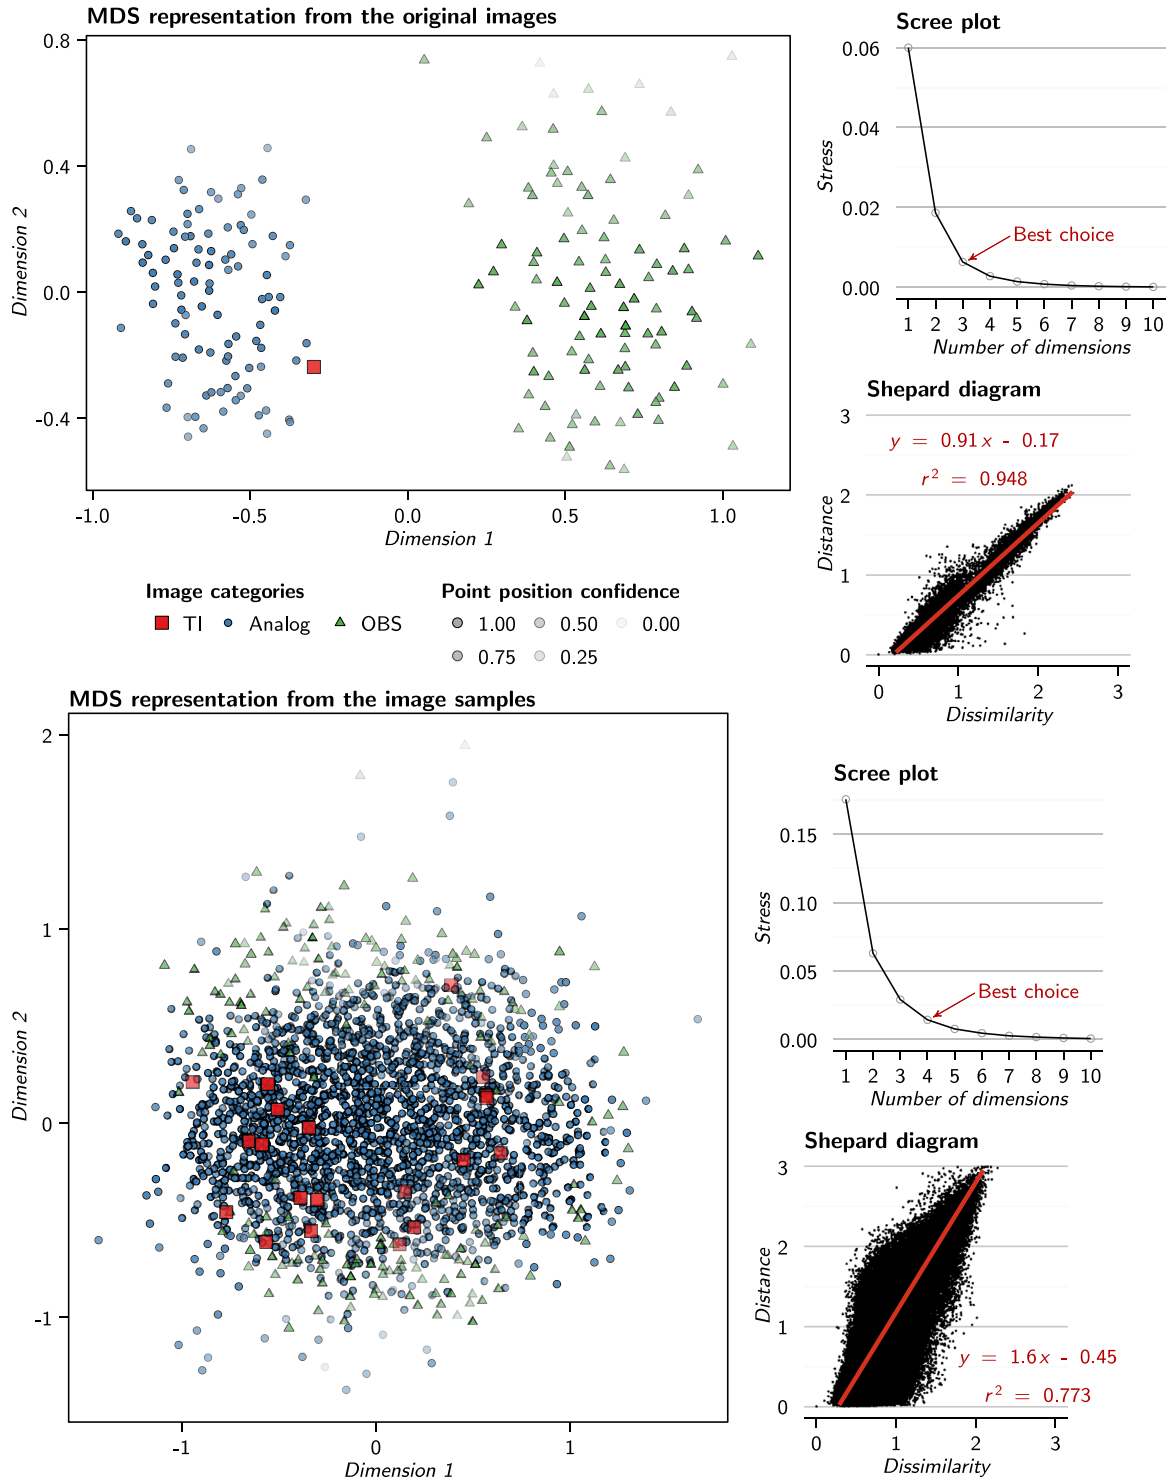 MDS representation from the original images
0.8
0.4
0.0
-0.4
Dimension 2
-1.0 -0.5 0.0 0.5 1.0
Dimension 1
Scree plot
0.06
0.04
0.02
0.00
Stress
Best choice
1 2 3 4 5 6 7 8 9 10
Number of dimensions
Shepard diagram
3
2
1
0
Distance
y = 0.91x - 0.17
r² = 0.948
0 1 2 3
Dissimilarity
Image categories
TI Analog OBS
Point position confidence
1.00 0.50 0.00
0.75 0.25
MDS representation from the image samples
2
1
0
-1
Dimension 2
-1 0 1
Dimension 1
Scree plot
0.15
0.10
0.05
0.00
Stress
Best choice
1 2 3 4 5 6 7 8 9 10
Number of dimensions
Shepard diagram
3
2
1
0
Distance
y = 1.6x - 0.45
r² = 0.773
0 1 2 3
Dissimilarity